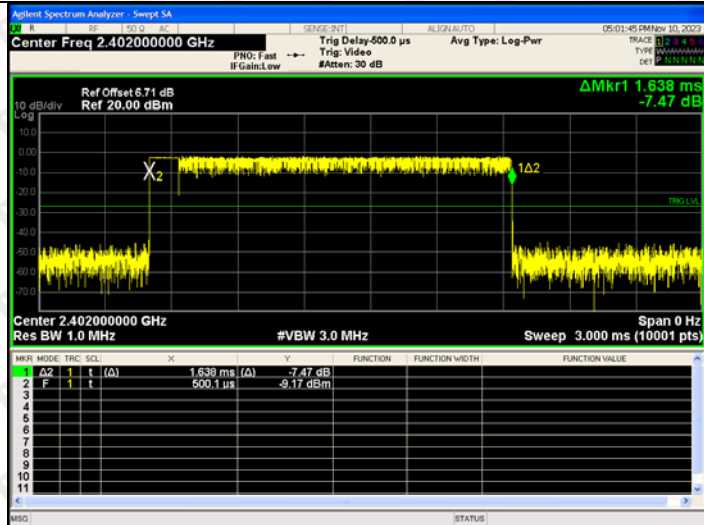 Agilent Spectrum Analyzer - Swept SA
R RF 50 Ω AC SENSE:INT ALIGN AUTO 05:01:45 PM Nov 10, 2023
Center Freq 2.402000000 GHz
PNO: Fast
IFGain:Low
Trig Delay-500.0 µs
Trig: Video
#Atten: 30 dB
Avg Type: Log-Pwr
TRACE 1 2 3 4 5 6
TYPE
DET P N N N N N
Ref Offset 6.71 dB
Ref 20.00 dBm
10 dB/div
Log
ΔMkr1 1.638 ms
-7.47 dB
10.0
0.00
-10.0
-20.0
-30.0
-40.0
-50.0
-60.0
-70.0
X2
1Δ2
TRIG LVL
Center 2.402000000 GHz
Span 0 Hz
Res BW 1.0 MHz
#VBW 3.0 MHz
Sweep 3.000 ms (10001 pts)
MKR MODE TRC SCL X Y FUNCTION FUNCTION WIDTH FUNCTION VALUE
1 Δ2 1 t (Δ) 1.638 ms (Δ) -7.47 dB
2 F 1 t 500.1 µs -9.17 dBm
3
4
5
6
7
8
9
10
11
MSG
STATUS